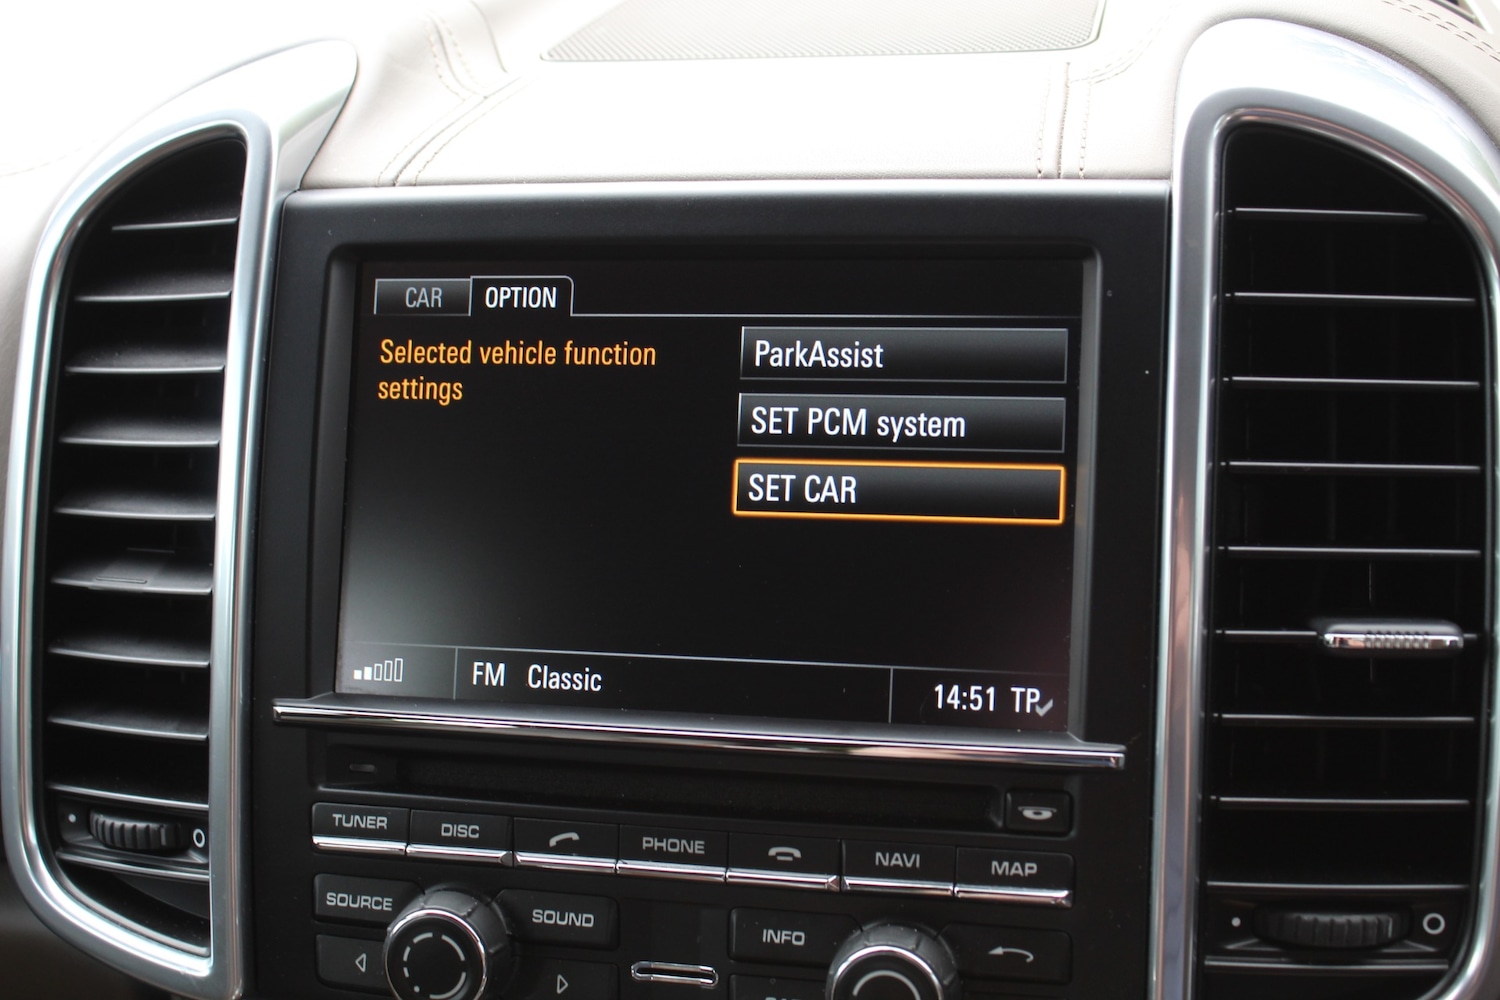 CAR OPTION
Selected vehicle function
settings
ParkAssist
SET PCM system
SET CAR
FM Classic
14:51 TP
TUNER DISC PHONE NAVI MAP
SOURCE SOUND INFO